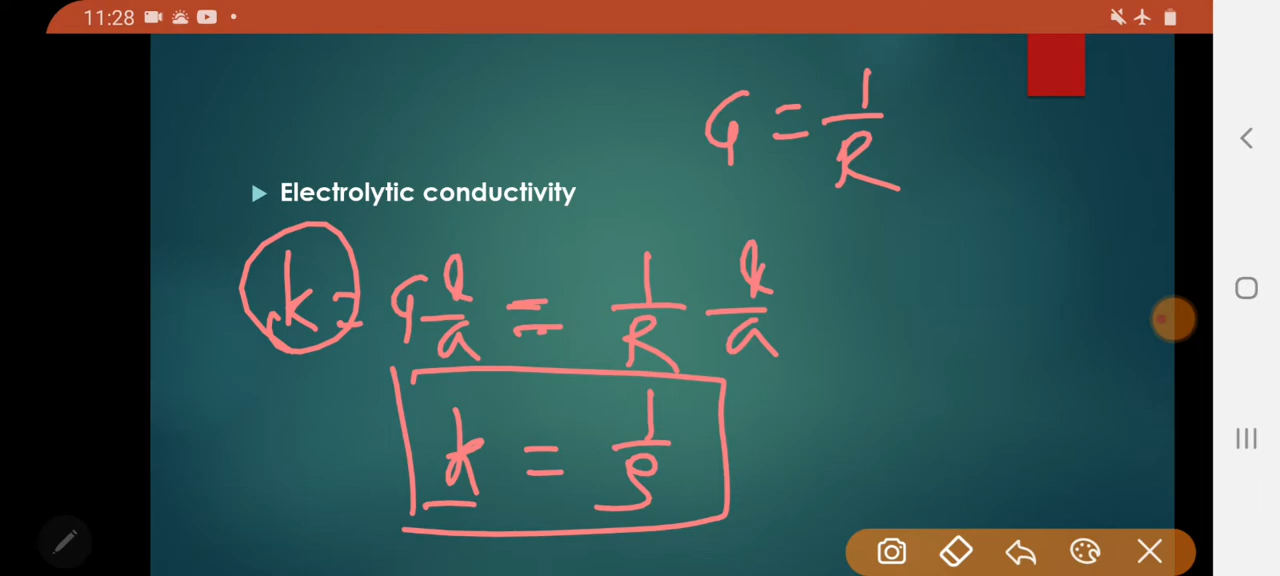 11:28
G = 1/R
Electrolytic conductivity
k = G l/a = 1/R l/a
k = 1/ρ